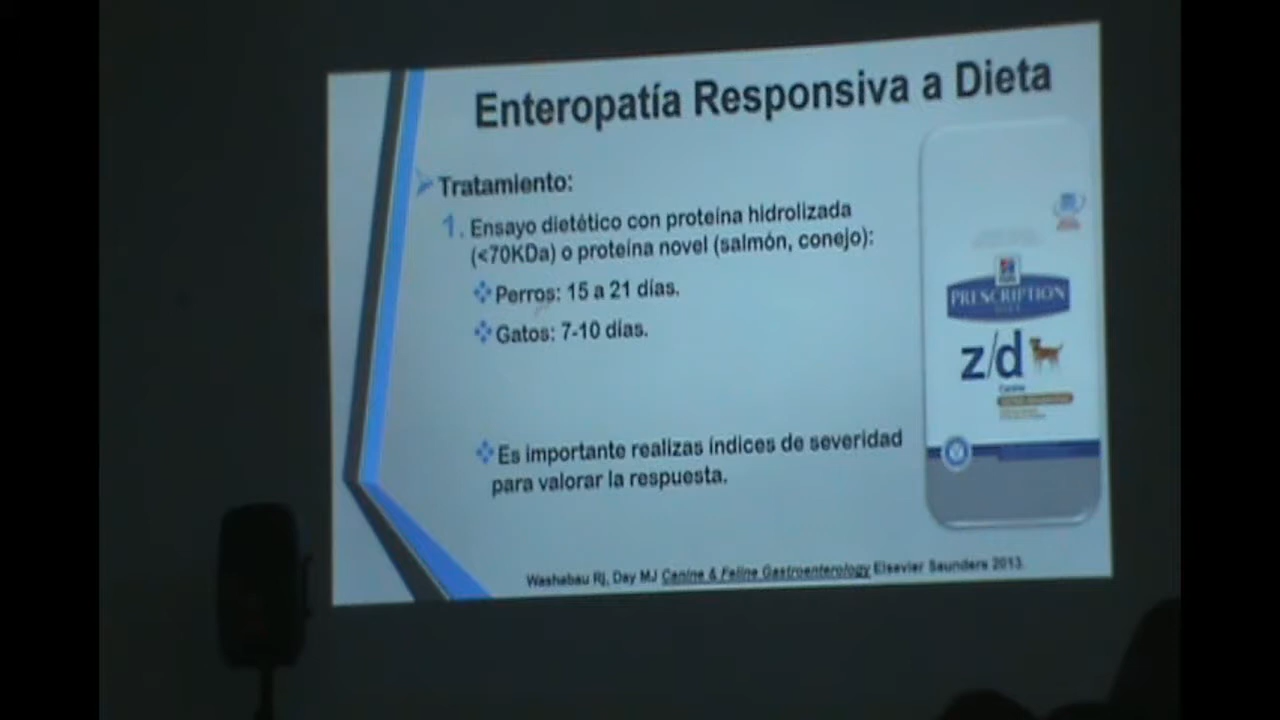 Enteropatía Responsiva a Dieta
Tratamiento:
1. Ensayo dietético con proteína hidrolizada
(<70KDa) o proteína novel (salmón, conejo):
Perros: 15 a 21 días.
Gatos: 7-10 días.
Es importante realizas índices de severidad
para valorar la respuesta.
Washabau RJ, Day MJ Canine & Feline Gastroenterology Elsevier Saunders 2013.
PRESCRIPTION
z/d
Canine